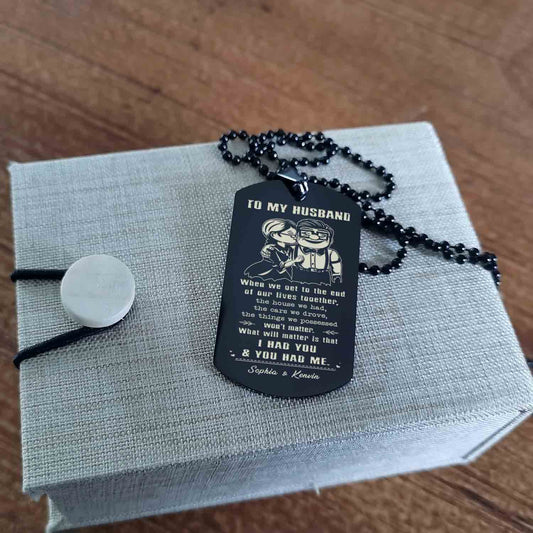 TO MY HUSBAND
When we get to the end
of our lives together,
the house we had,
the cars we drove,
the things we possessed
won't matter.
What will matter is that
I HAD YOU
& YOU HAD ME.
Sophia & Kenvin